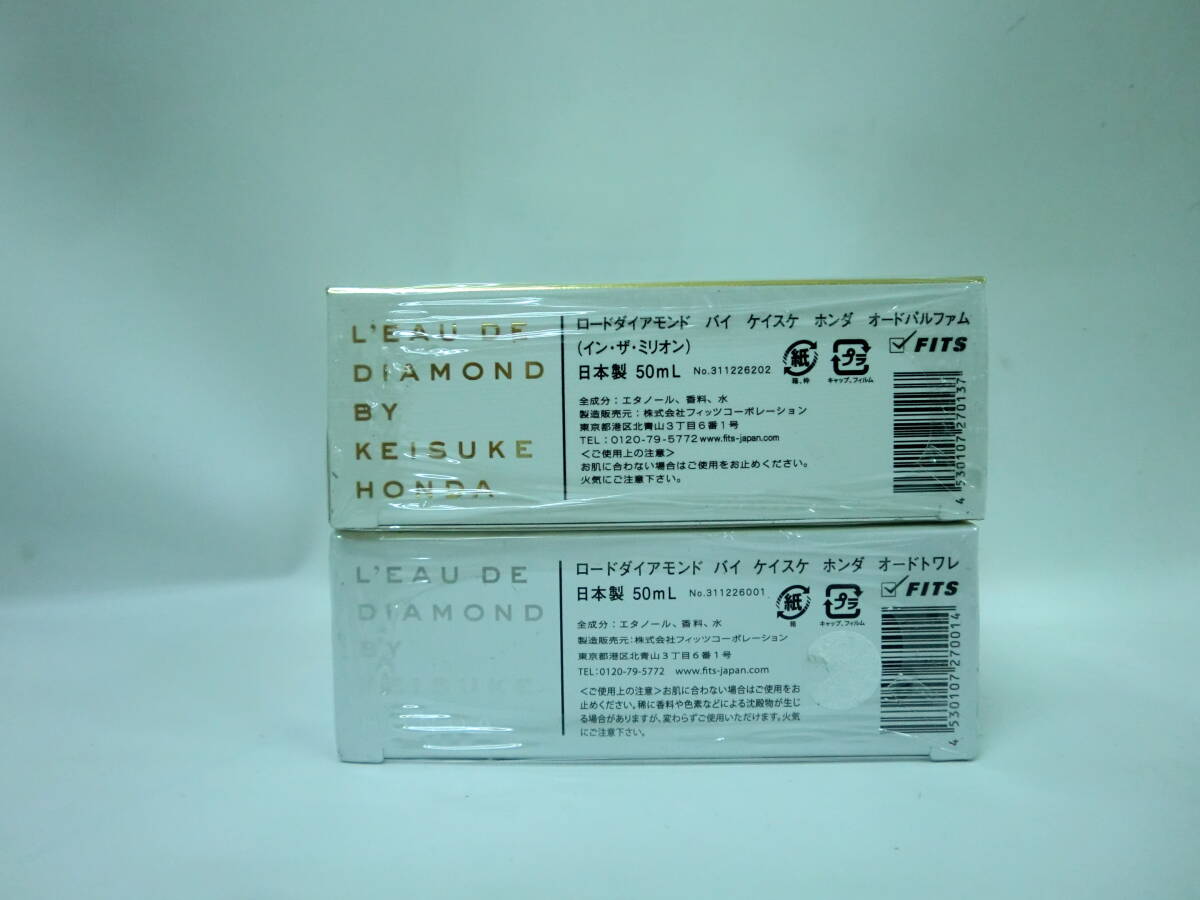 L'EAU DE
DIAMOND
BY
KEISUKE
HONDA
ロードダイアモンド バイ ケイスケ ホンダ オードパルファム
(イン・ザ・ミリオン)
日本製 50mL No.311226202
紙
箱、枠
プラ
キャップ、フィルム
FITS
全成分：エタノール、香料、水
製造販売元：株式会社フィッツコーポレーション
東京都港区北青山3丁目6番1号
TEL：0120-79-5772 www.fits-japan.com
＜ご使用上の注意＞
お肌に合わない場合はご使用をお止めください。
火気にご注意下さい。
4 530107 270137
L'EAU DE
DIAMOND
BY
KEISUKE
ロードダイアモンド バイ ケイスケ ホンダ オードトワレ
日本製 50mL No.311226001
紙
箱
プラ
キャップ、フィルム
FITS
全成分：エタノール、香料、水
製造販売元：株式会社フィッツコーポレーション
東京都港区北青山3丁目6番1号
TEL：0120-79-5772 www.fits-japan.com
＜ご使用上の注意＞お肌に合わない場合はご使用をお
止めください。稀に香料や色素などによる沈殿物が生じ
る場合がありますが、変わらずご使用いただけます。火気
にご注意下さい。
4 530107 270014